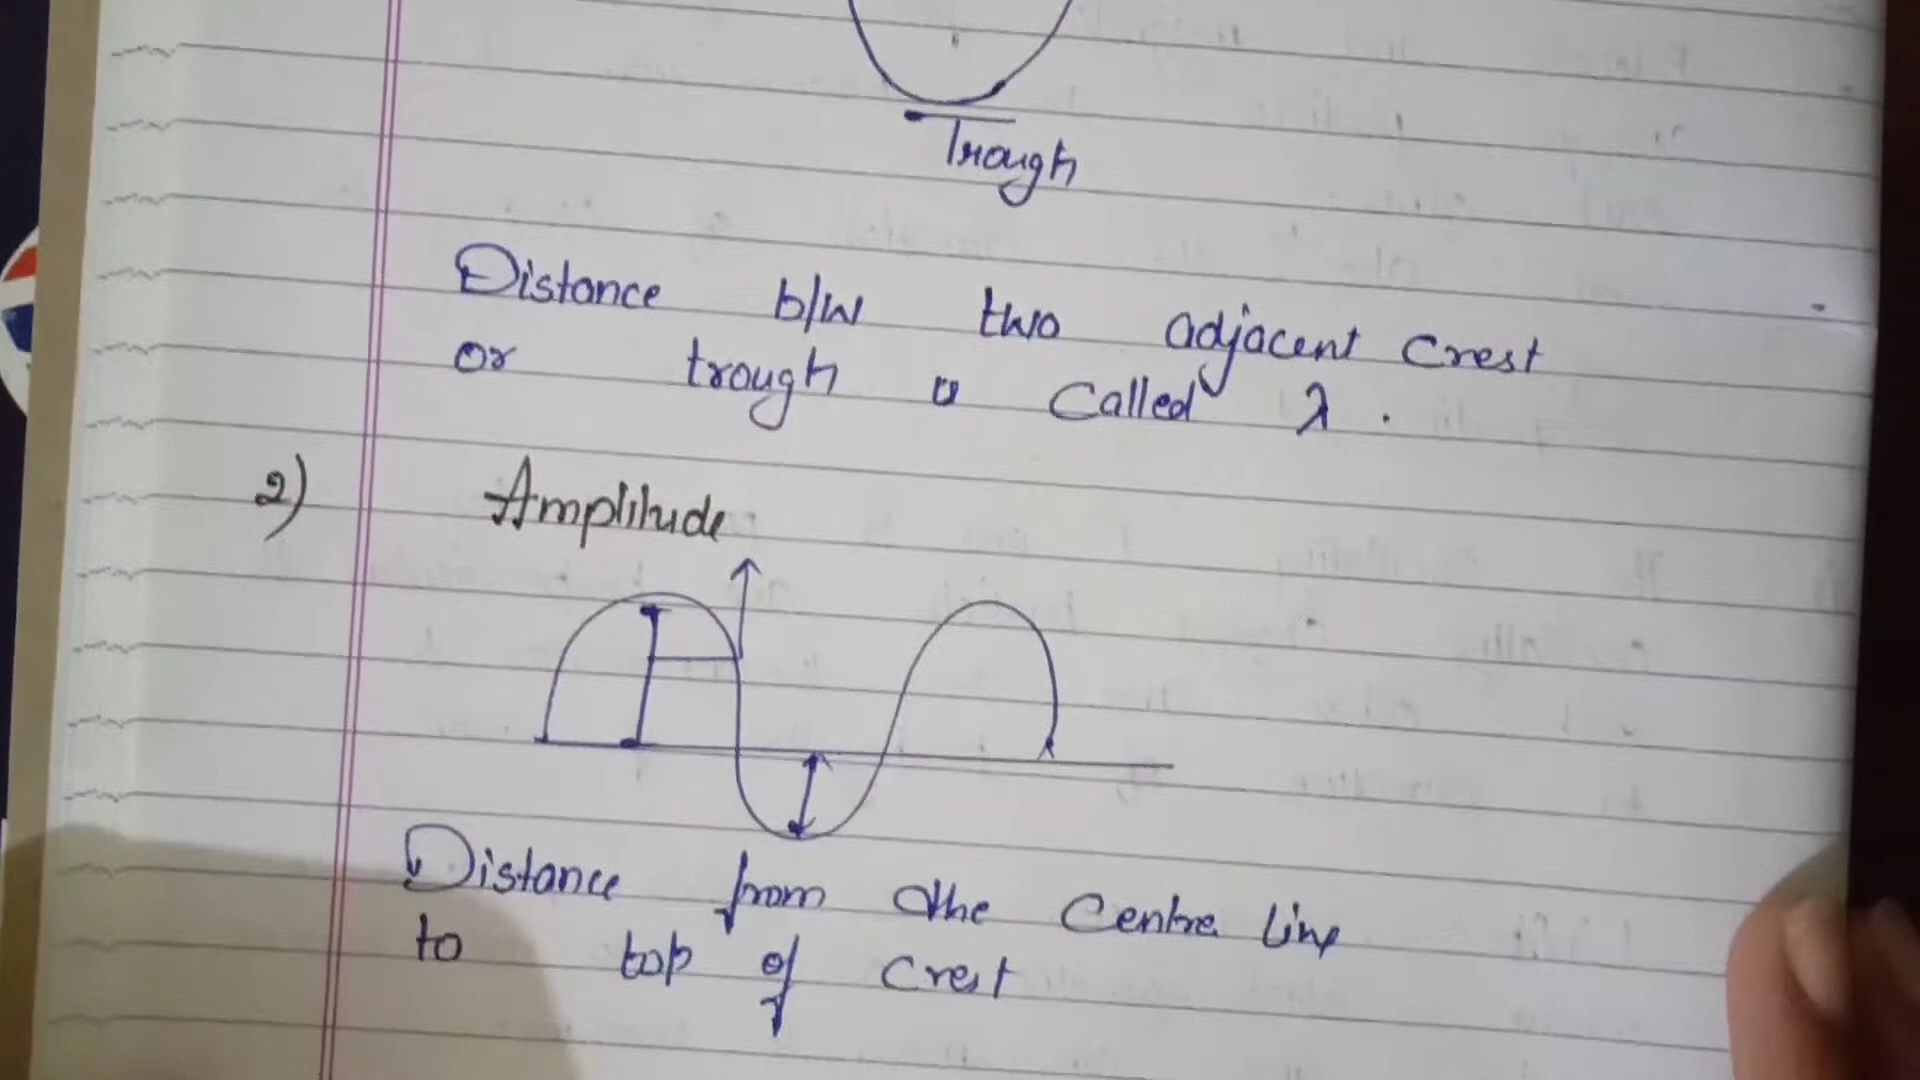 Trough
Distance b/w two adjacent Crest
or trough is Called λ .
2) Amplitude
Distance from the Centre line
to top of Crest